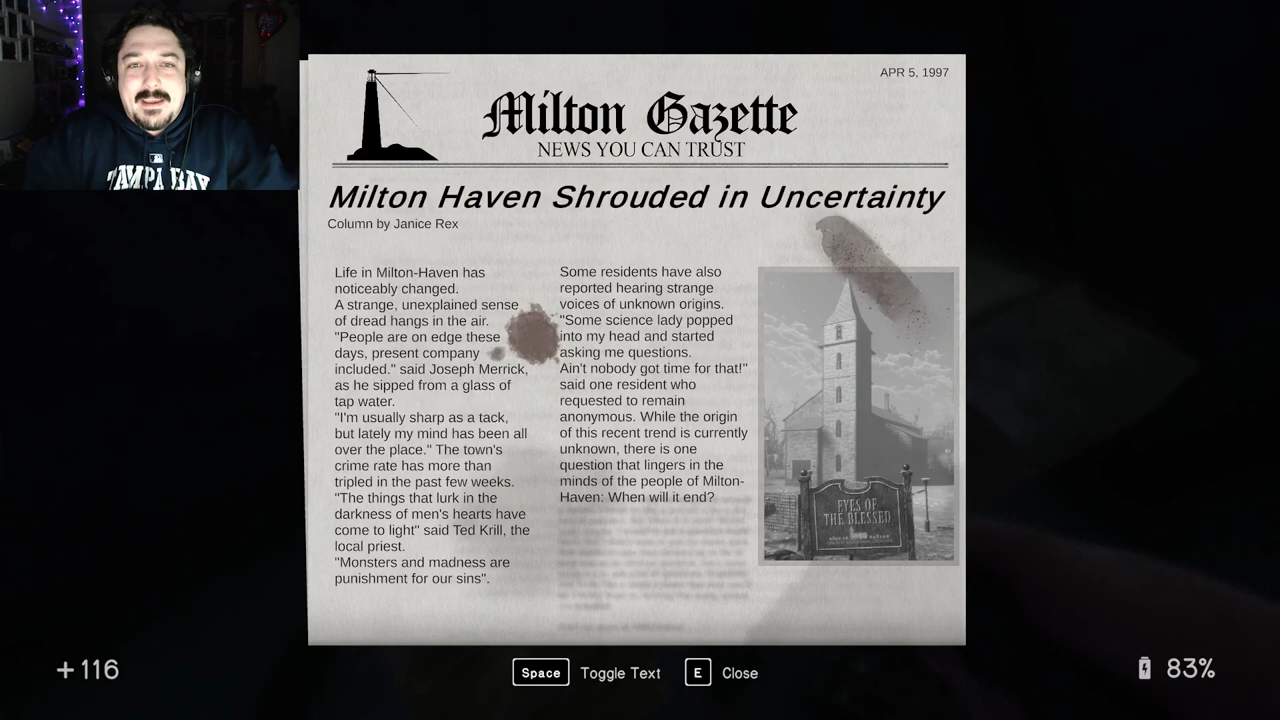 TAMPA BAY
APR 5, 1997
Milton Gazette
NEWS YOU CAN TRUST
Milton Haven Shrouded in Uncertainty
Column by Janice Rex
Life in Milton-Haven has
noticeably changed.
A strange, unexplained sense
of dread hangs in the air.
"People are on edge these
days, present company
included." said Joseph Merrick,
as he sipped from a glass of
tap water.
"I'm usually sharp as a tack,
but lately my mind has been all
over the place." The town's
crime rate has more than
tripled in the past few weeks.
"The things that lurk in the
darkness of men's hearts have
come to light" said Ted Krill, the
local priest.
"Monsters and madness are
punishment for our sins".
Some residents have also
reported hearing strange
voices of unknown origins.
"Some science lady popped
into my head and started
asking me questions.
Ain't nobody got time for that!"
said one resident who
requested to remain
anonymous. While the origin
of this recent trend is currently
unknown, there is one
question that lingers in the
minds of the people of Milton-
Haven: When will it end?
EYES OF
THE BLESSED
+116
Space Toggle Text E Close
83%